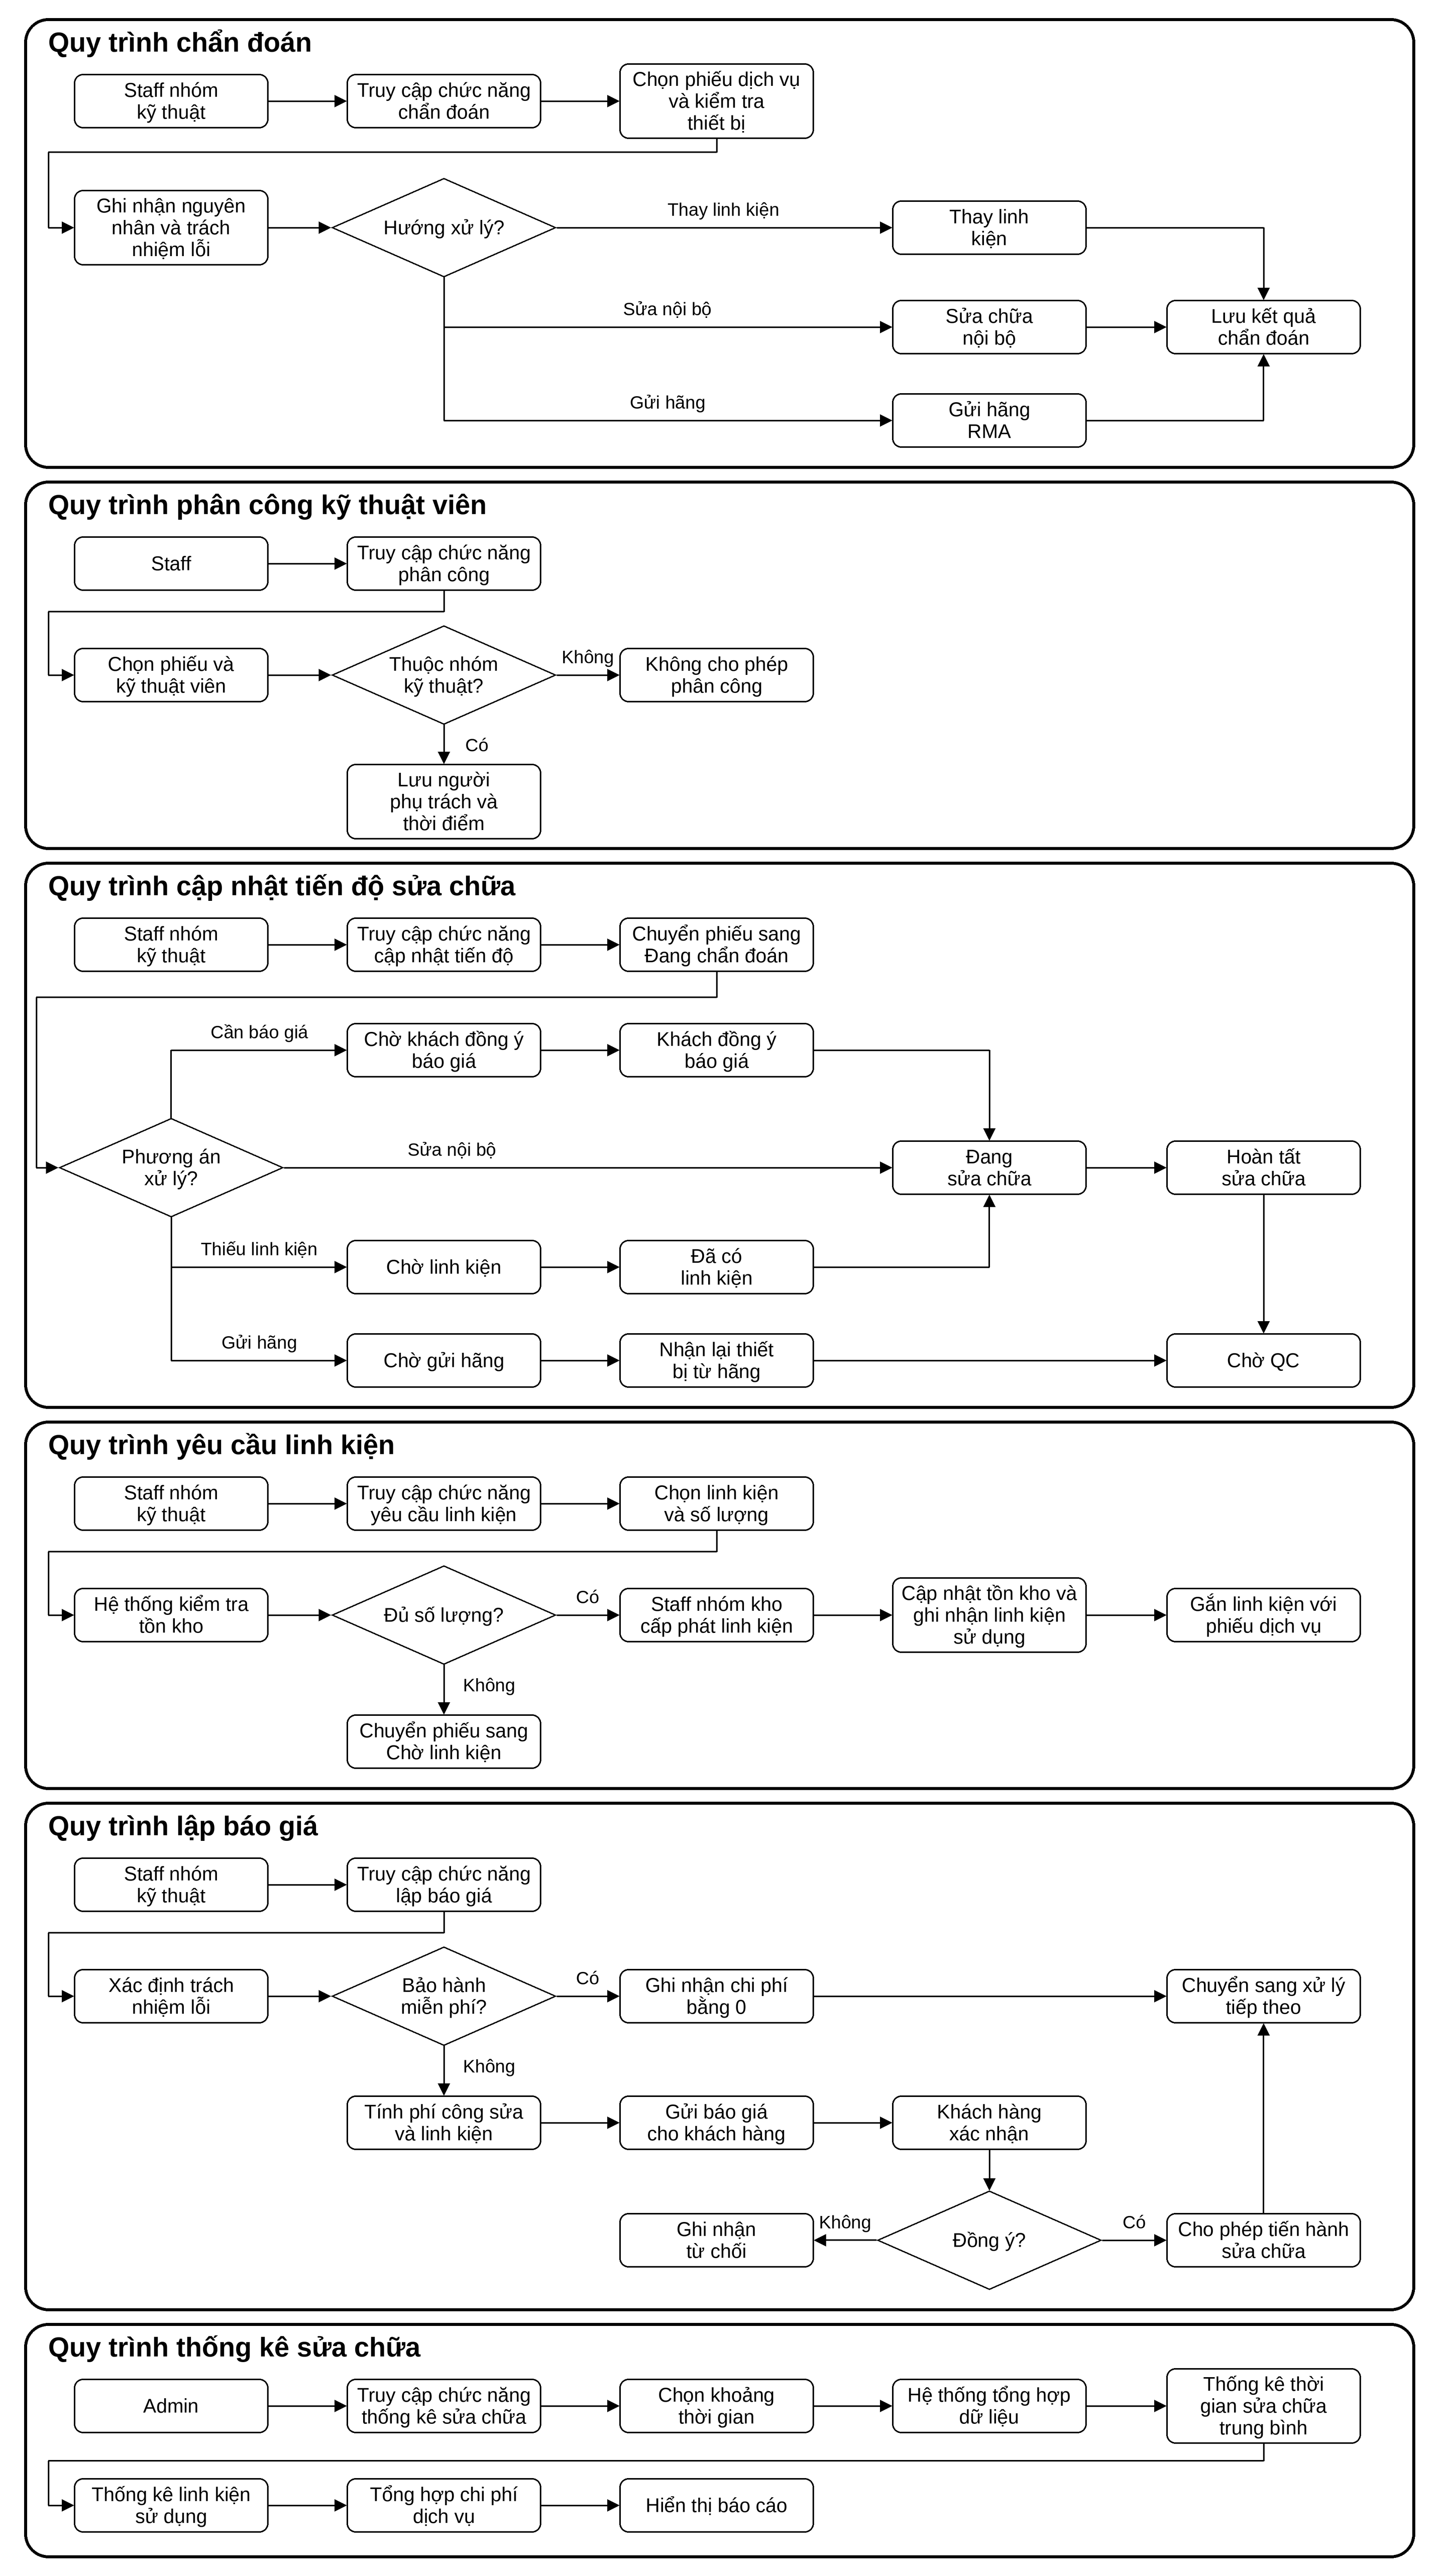 Quy trình chẩn đoán
Staff nhóm
kỹ thuật
Truy cập chức năng
chẩn đoán
Chọn phiếu dịch vụ
và kiểm tra
thiết bị
Ghi nhận nguyên
nhân và trách
nhiệm lỗi
Hướng xử lý?
Thay linh kiện
Thay linh
kiện
Sửa nội bộ
Sửa chữa
nội bộ
Lưu kết quả
chẩn đoán
Gửi hãng
Gửi hãng
RMA
Quy trình phân công kỹ thuật viên
Staff
Truy cập chức năng
phân công
Chọn phiếu và
kỹ thuật viên
Thuộc nhóm
kỹ thuật?
Không
Không cho phép
phân công
Có
Lưu người
phụ trách và
thời điểm
Quy trình cập nhật tiến độ sửa chữa
Staff nhóm
kỹ thuật
Truy cập chức năng
cập nhật tiến độ
Chuyển phiếu sang
Đang chẩn đoán
Cần báo giá
Chờ khách đồng ý
báo giá
Khách đồng ý
báo giá
Phương án
xử lý?
Sửa nội bộ
Đang
sửa chữa
Hoàn tất
sửa chữa
Thiếu linh kiện
Chờ linh kiện
Đã có
linh kiện
Gửi hãng
Chờ gửi hãng
Nhận lại thiết
bị từ hãng
Chờ QC
Quy trình yêu cầu linh kiện
Staff nhóm
kỹ thuật
Truy cập chức năng
yêu cầu linh kiện
Chọn linh kiện
và số lượng
Hệ thống kiểm tra
tồn kho
Đủ số lượng?
Có
Staff nhóm kho
cấp phát linh kiện
Cập nhật tồn kho và
ghi nhận linh kiện
sử dụng
Gắn linh kiện với
phiếu dịch vụ
Không
Chuyển phiếu sang
Chờ linh kiện
Quy trình lập báo giá
Staff nhóm
kỹ thuật
Truy cập chức năng
lập báo giá
Xác định trách
nhiệm lỗi
Bảo hành
miễn phí?
Có
Ghi nhận chi phí
bằng 0
Chuyển sang xử lý
tiếp theo
Không
Tính phí công sửa
và linh kiện
Gửi báo giá
cho khách hàng
Khách hàng
xác nhận
Ghi nhận
từ chối
Không
Đồng ý?
Có
Cho phép tiến hành
sửa chữa
Quy trình thống kê sửa chữa
Admin
Truy cập chức năng
thống kê sửa chữa
Chọn khoảng
thời gian
Hệ thống tổng hợp
dữ liệu
Thống kê thời
gian sửa chữa
trung bình
Thống kê linh kiện
sử dụng
Tổng hợp chi phí
dịch vụ
Hiển thị báo cáo